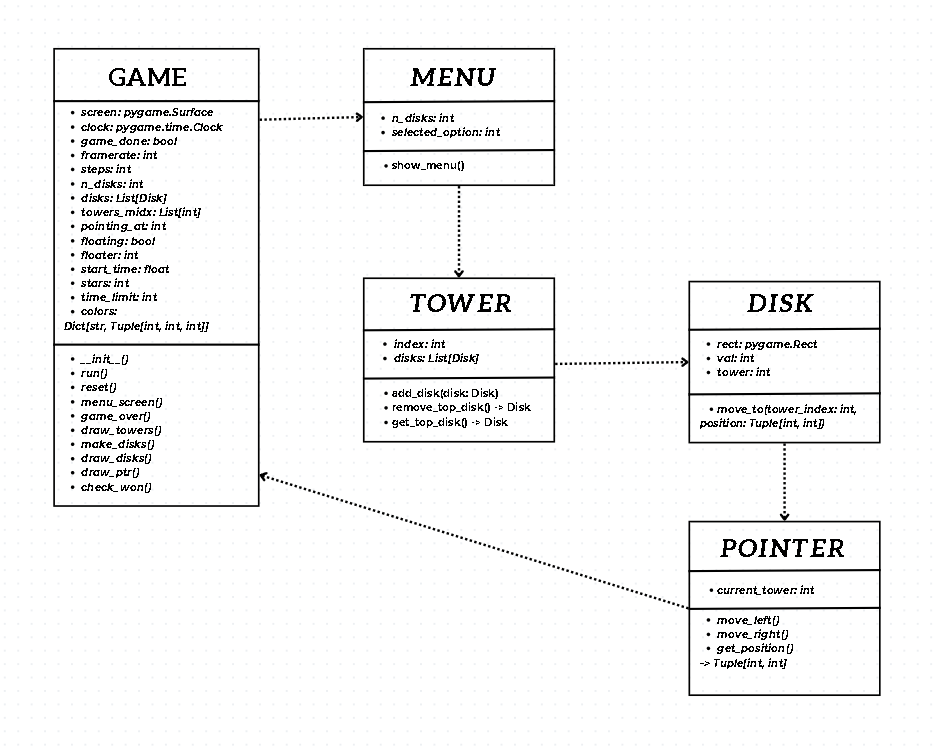 GAME
• screen: pygame.Surface
• clock: pygame.time.Clock
• game_done: bool
• framerate: int
• steps: int
• n_disks: int
• disks: List[Disk]
• towers_midx: List[int]
• pointing_at: int
• floating: bool
• floater: int
• start_time: float
• stars: int
• time_limit: int
• colors:
Dict[str, Tuple[int, int, int]]
• __init__()
• run()
• reset()
• menu_screen()
• game_over()
• draw_towers()
• make_disks()
• draw_disks()
• draw_ptr()
• check_won()
MENU
• n_disks: int
• selected_option: int
• show_menu()
TOWER
• index: int
• disks: List[Disk]
• add_disk(disk: Disk)
• remove_top_disk() -> Disk
• get_top_disk() -> Disk
DISK
• rect: pygame.Rect
• val: int
• tower: int
• move_to(tower_index: int,
position: Tuple[int, int])
POINTER
• current_tower: int
• move_left()
• move_right()
• get_position()
-> Tuple[int, int]